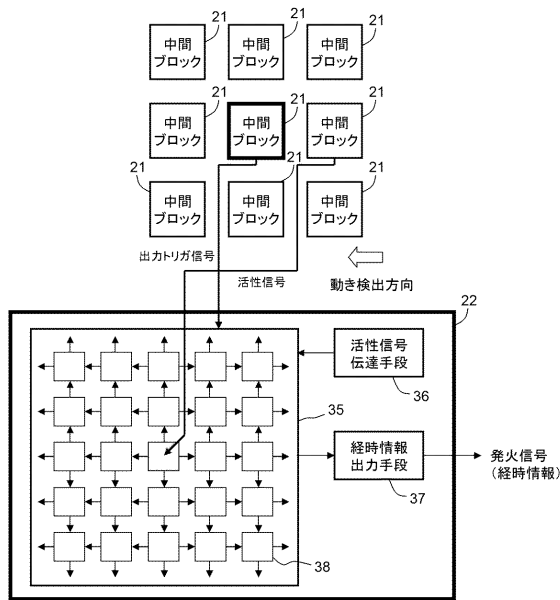 21
21
21
中間
ブロック
中間
ブロック
中間
ブロック
21
21
21
中間
ブロック
中間
ブロック
中間
ブロック
21
21
21
中間
ブロック
中間
ブロック
中間
ブロック
出力トリガ信号
活性信号
動き検出方向
22
活性信号
伝達手段
36
35
経時情報
出力手段
37
発火信号
(経時情報)
38